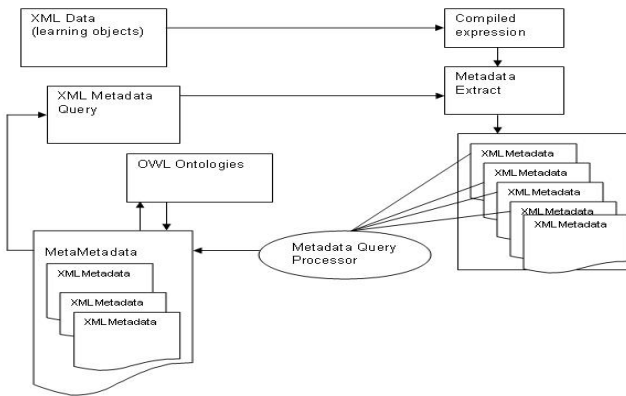 XML Data
(learning objects)
Compiled
expression
XML Metadata
Query
Metadata
Extract
OWL Ontologies
XMLMetadata
XMLMetadata
XMLMetadata
XMLMetadata
XMLMetadata
MetaMetadata
XMLMetadata
XMLMetadata
XMLMetadata
Metadata Query
Processor